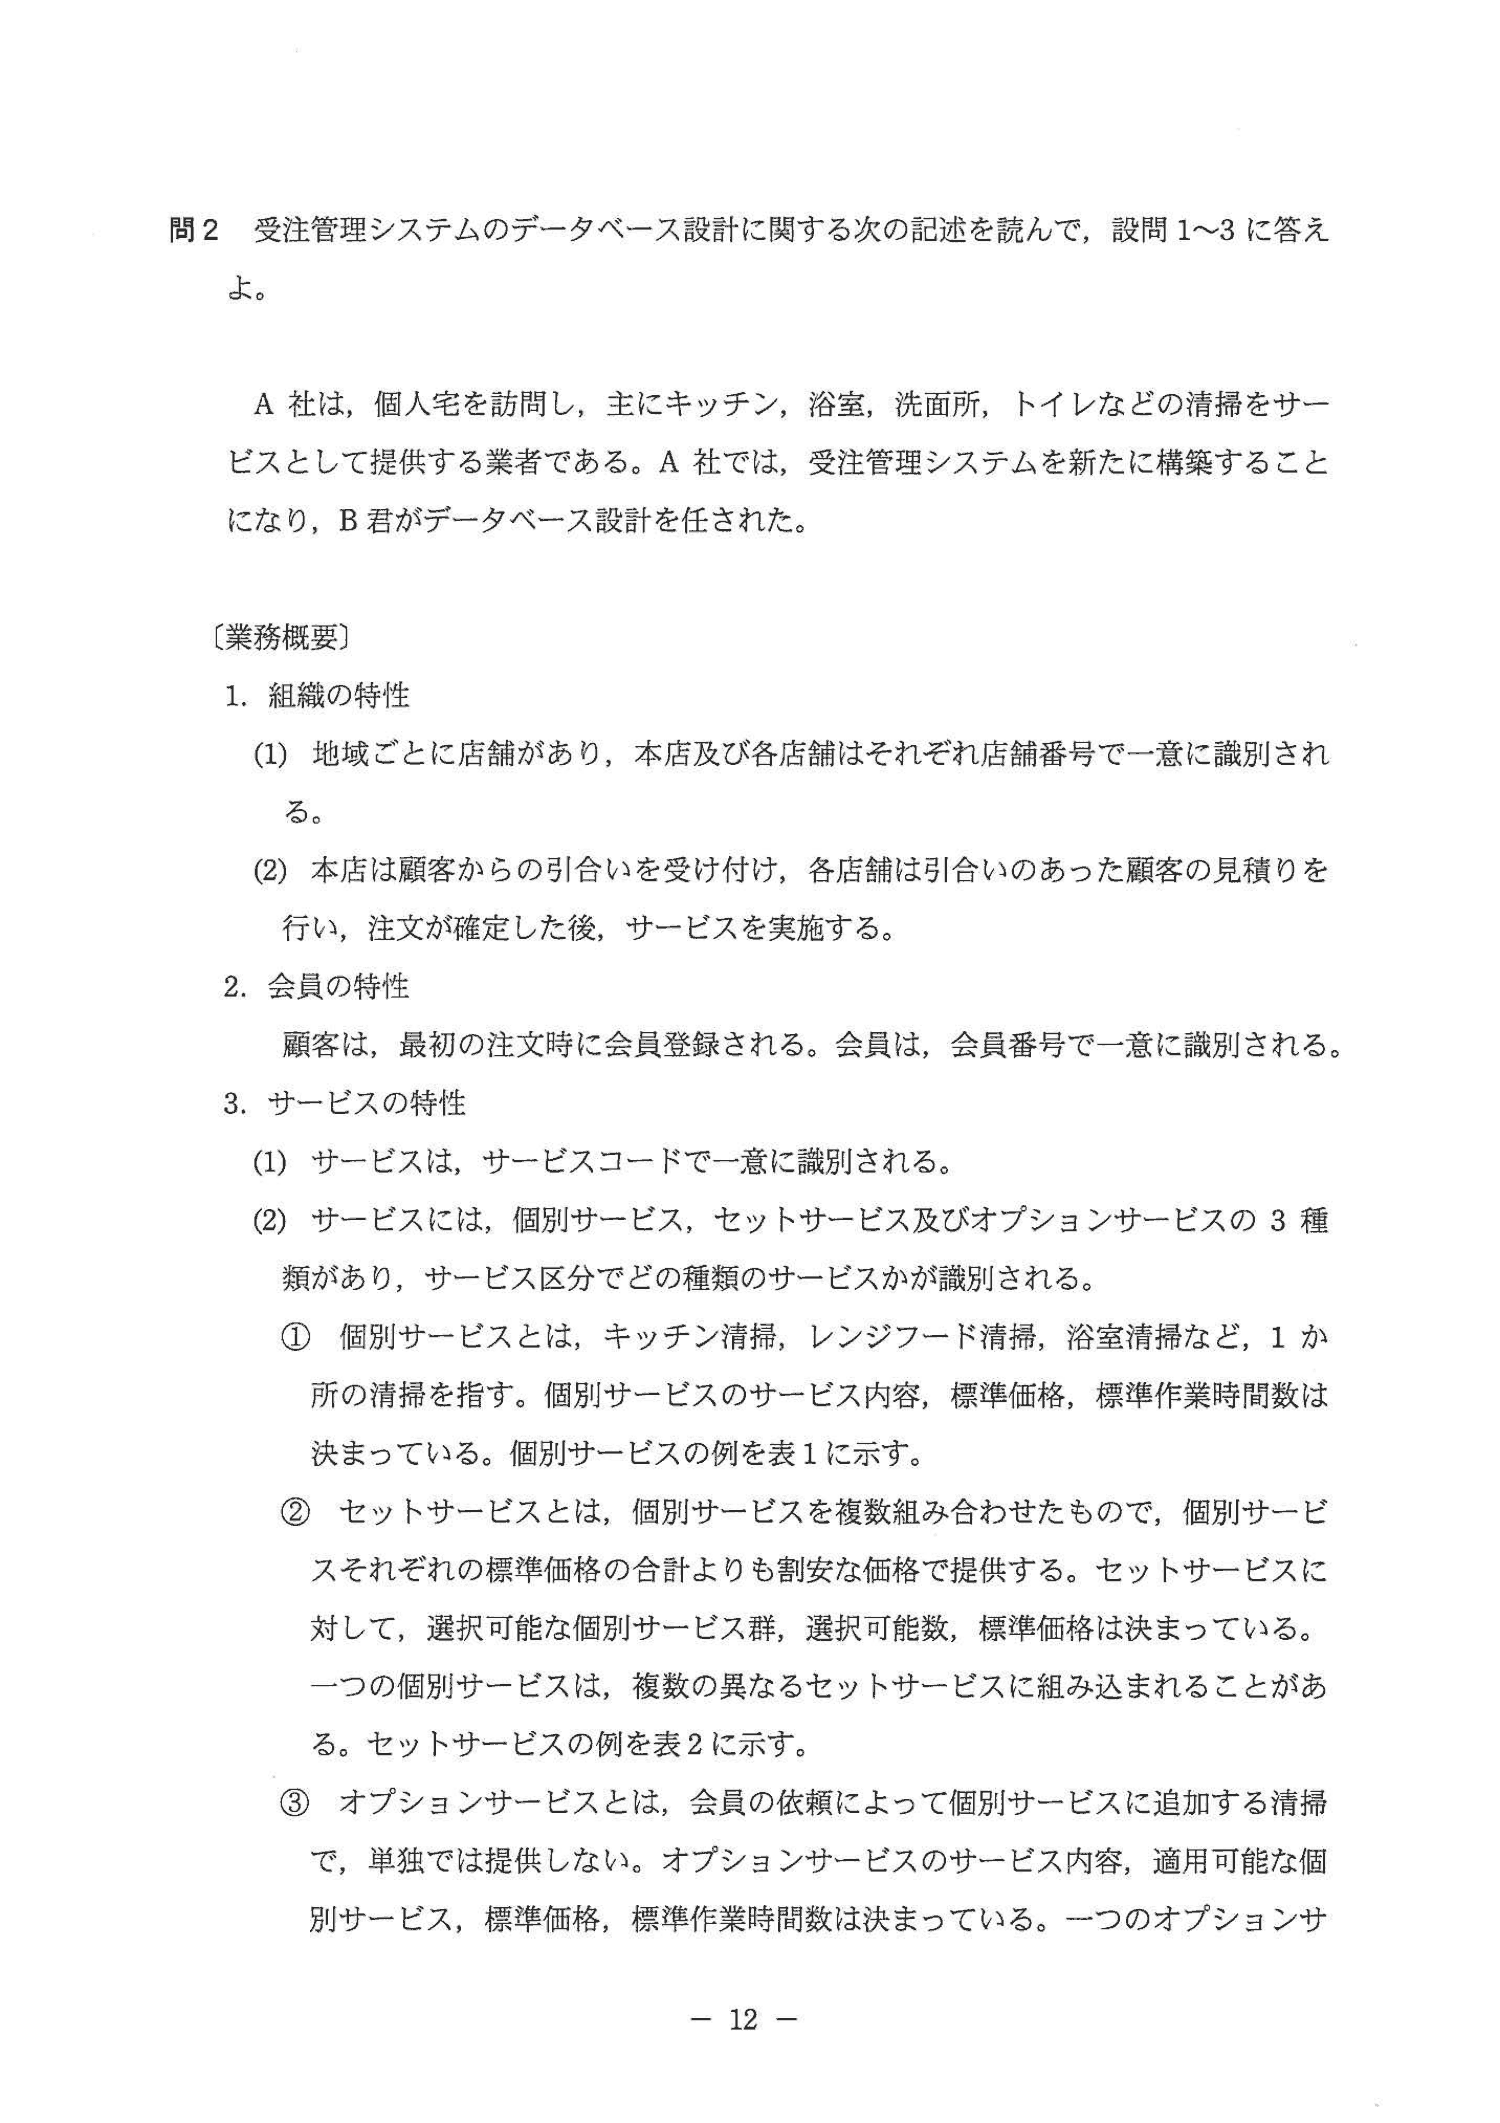 問2 受注管理システムのデータベース設計に関する次の記述を読んで，設問 1～3 に答え
よ。
A 社は，個人宅を訪問し，主にキッチン，浴室，洗面所，トイレなどの清掃をサー
ビスとして提供する業者である。A 社では，受注管理システムを新たに構築すること
になり，B 君がデータベース設計を任された。
〔業務概要〕
1. 組織の特性
(1) 地域ごとに店舗があり，本店及び各店舗はそれぞれ店舗番号で一意に識別され
る。
(2) 本店は顧客からの引合いを受け付け，各店舗は引合いのあった顧客の見積りを
行い，注文が確定した後，サービスを実施する。
2. 会員の特性
顧客は，最初の注文時に会員登録される。会員は，会員番号で一意に識別される。
3. サービスの特性
(1) サービスは，サービスコードで一意に識別される。
(2) サービスには，個別サービス，セットサービス及びオプションサービスの 3 種
類があり，サービス区分でどの種類のサービスかが識別される。
① 個別サービスとは，キッチン清掃，レンジフード清掃，浴室清掃など，1 か
所の清掃を指す。個別サービスのサービス内容，標準価格，標準作業時間数は
決まっている。個別サービスの例を表 1 に示す。
② セットサービスとは，個別サービスを複数組み合わせたもので，個別サービ
スそれぞれの標準価格の合計よりも割安な価格で提供する。セットサービスに
対して，選択可能な個別サービス群，選択可能数，標準価格は決まっている。
一つの個別サービスは，複数の異なるセットサービスに組み込まれることがあ
る。セットサービスの例を表 2 に示す。
③ オプションサービスとは，会員の依頼によって個別サービスに追加する清掃
で，単独では提供しない。オプションサービスのサービス内容，適用可能な個
別サービス，標準価格，標準作業時間数は決まっている。一つのオプションサ
－ 12 －